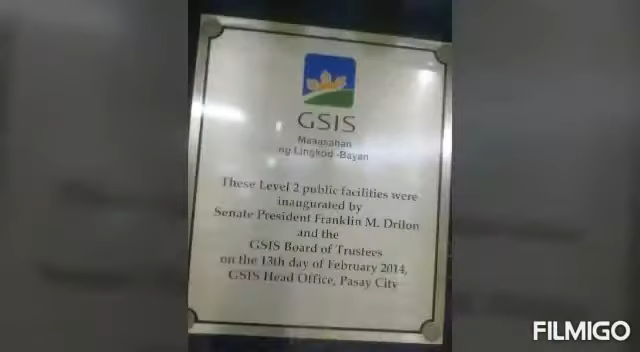 GSIS
Maaasahan
ng Lingkod-Bayan
These Level 2 public facilities were
inaugurated by
Senate President Franklin M. Drilon
and the
GSIS Board of Trustees
on the 13th day of February 2014,
GSIS Head Office, Pasay City
FILMIGO